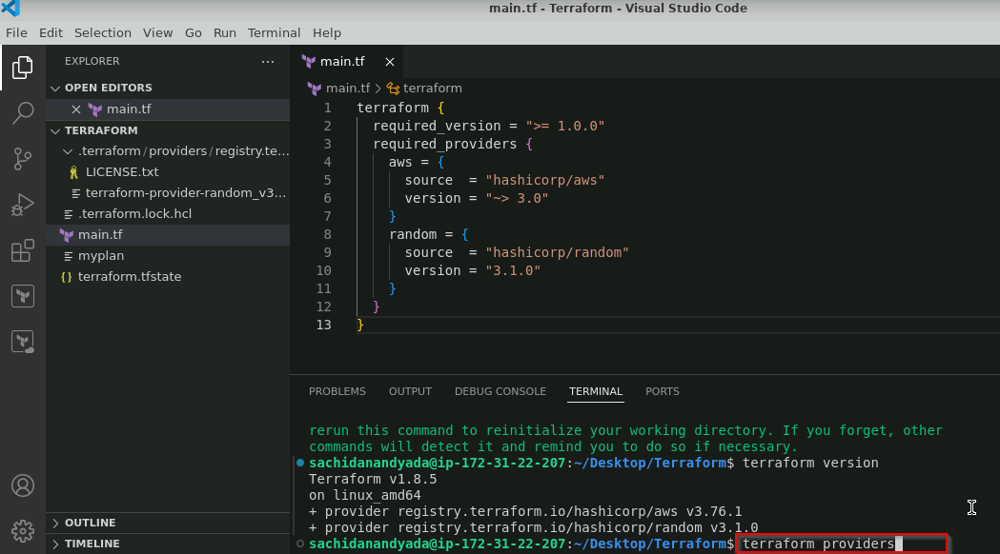 main.tf - Terraform - Visual Studio Code
File Edit Selection View Go Run Terminal Help
EXPLORER
OPEN EDITORS
main.tf
TERRAFORM
.terraform/providers/registry.te...
LICENSE.txt
terraform-provider-random_v3...
.terraform.lock.hcl
main.tf
myplan
{} terraform.tfstate
OUTLINE
TIMELINE
main.tf
main.tf > terraform
1 terraform {
2   required_version = ">= 1.0.0"
3   required_providers {
4     aws = {
5       source  = "hashicorp/aws"
6       version = "~> 3.0"
7     }
8     random = {
9       source  = "hashicorp/random"
10       version = "3.1.0"
11     }
12   }
13 }
PROBLEMS OUTPUT DEBUG CONSOLE TERMINAL PORTS
rerun this command to reinitialize your working directory. If you forget, other
commands will detect it and remind you to do so if necessary.
sachidanandyada@ip-172-31-22-207:~/Desktop/Terraform$ terraform version
Terraform v1.8.5
on linux_amd64
+ provider registry.terraform.io/hashicorp/aws v3.76.1
+ provider registry.terraform.io/hashicorp/random v3.1.0
sachidanandyada@ip-172-31-22-207:~/Desktop/Terraform$ terraform providers